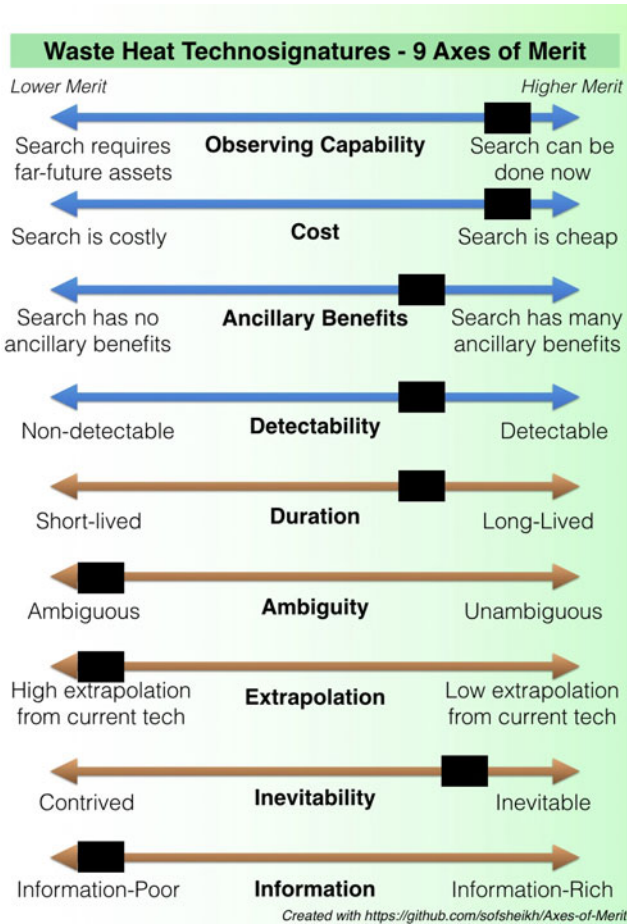 Waste Heat Technosignatures - 9 Axes of Merit
Lower Merit
Higher Merit
Observing Capability
Search requires
far-future assets
Search can be
done now
Search is costly
Cost
Search is cheap
Search has no
ancillary benefits
Ancillary Benefits
Search has many
ancillary benefits
Non-detectable
Detectability
Detectable
Short-lived
Duration
Long-Lived
Ambiguous
Ambiguity
Unambiguous
High extrapolation
from current tech
Extrapolation
Low extrapolation
from current tech
Contrived
Inevitability
Inevitable
Information-Poor
Information
Information-Rich
Created with https://github.com/sofsheikh/Axes-of-Merit